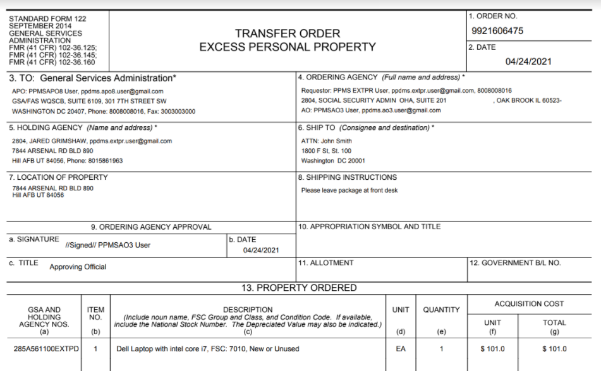 STANDARD FORM 122
SEPTEMBER 2014
GENERAL SERVICES
ADMINISTRATION
FMR (41 CFR) 102-36.125;
FMR (41 CFR) 102-36.145;
FMR (41 CFR) 102-36.160
TRANSFER ORDER
EXCESS PERSONAL PROPERTY
1. ORDER NO.
9921606475
2. DATE
04/24/2021
3. TO: General Services Administration*
APO: PPMSAPO8 User, ppdms.apo8.user@gmail.com
GSA/FAS WQSCB, SUITE 6109, 301 7TH STREET SW
WASHINGTON DC 20407, Phone: 8008008016, Fax: 3003003000
4. ORDERING AGENCY (Full name and address) *
Requestor: PPMS EXTPR User, ppdms.extpr.user@gmail.com, 8008008016
2804, SOCIAL SECURITY ADMIN OHA, SUITE 201 , OAK BROOK IL 60523-
AO: PPMSAO3 User, ppdms.ao3.user@gmail.com
5. HOLDING AGENCY (Name and address) *
2804, JARED GRIMSHAW, ppdms.extpr.user@gmail.com
7844 ARSENAL RD BLD 890
Hill AFB UT 84056, Phone: 8015861963
6. SHIP TO (Consignee and destination) *
ATTN: John Smith
1800 F St, St. 100
Washington DC 20001
7. LOCATION OF PROPERTY
7844 ARSENAL RD BLD 890
Hill AFB UT 84056
8. SHIPPING INSTRUCTIONS
Please leave package at front desk
9. ORDERING AGENCY APPROVAL
a. SIGNATURE
//Signed// PPMSAO3 User
b. DATE
04/24/2021
10. APPROPRIATION SYMBOL AND TITLE
c. TITLE
Approving Official
11. ALLOTMENT
12. GOVERNMENT B/L NO.
13. PROPERTY ORDERED
GSA AND
HOLDING
AGENCY NOS.
(a)
ITEM
NO.
(b)
DESCRIPTION
(Include noun name, FSC Group and Class, and Condition Code. If available,
include the National Stock Number. The Depreciated Value may also be indicated.)
(c)
UNIT
(d)
QUANTITY
(e)
ACQUISITION COST
UNIT
(f)
TOTAL
(g)
285A561100EXTPD 1 Dell Laptop with intel core i7, FSC: 7010, New or Unused EA 1 $ 101.0 $ 101.0